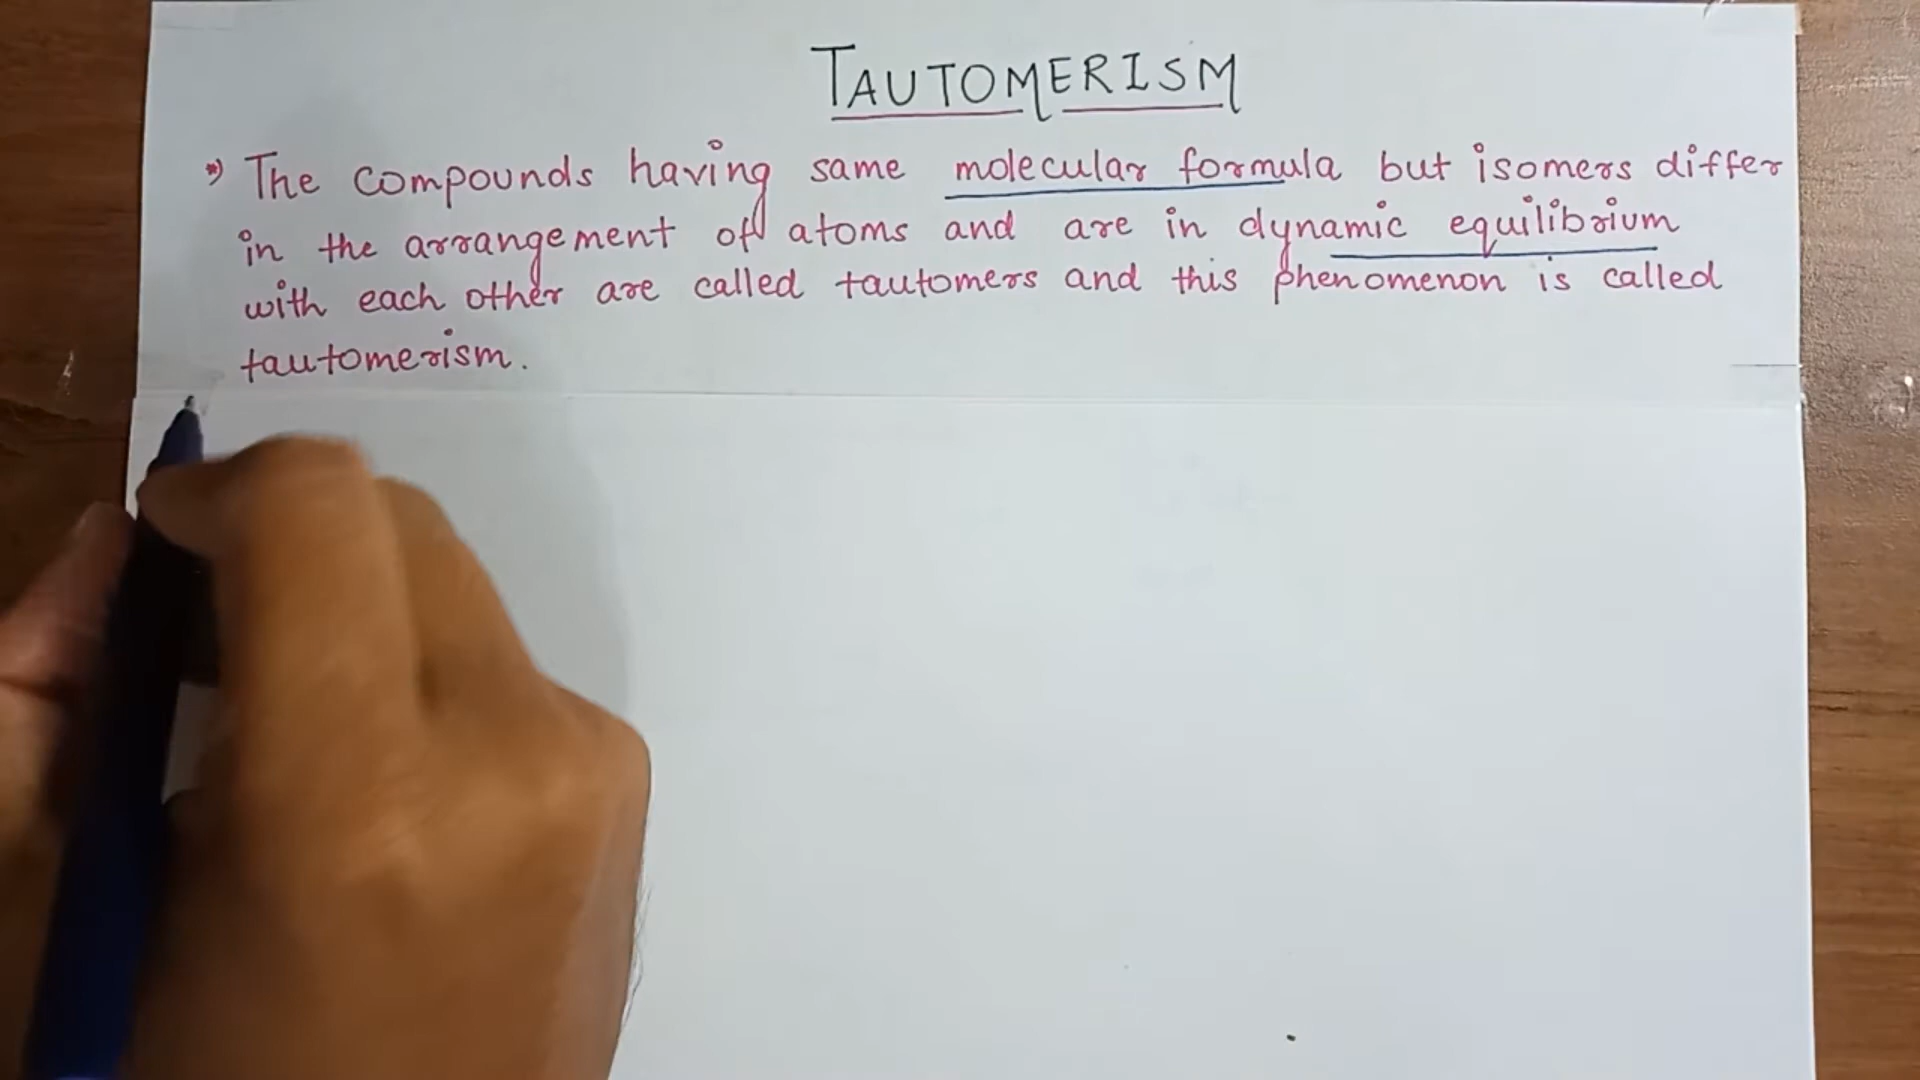 TAUTOMERISM
*) The compounds having same molecular formula but isomers differ
in the arrangement of atoms and are in dynamic equilibrium
with each other are called tautomers and this phenomenon is called
tautomerism.